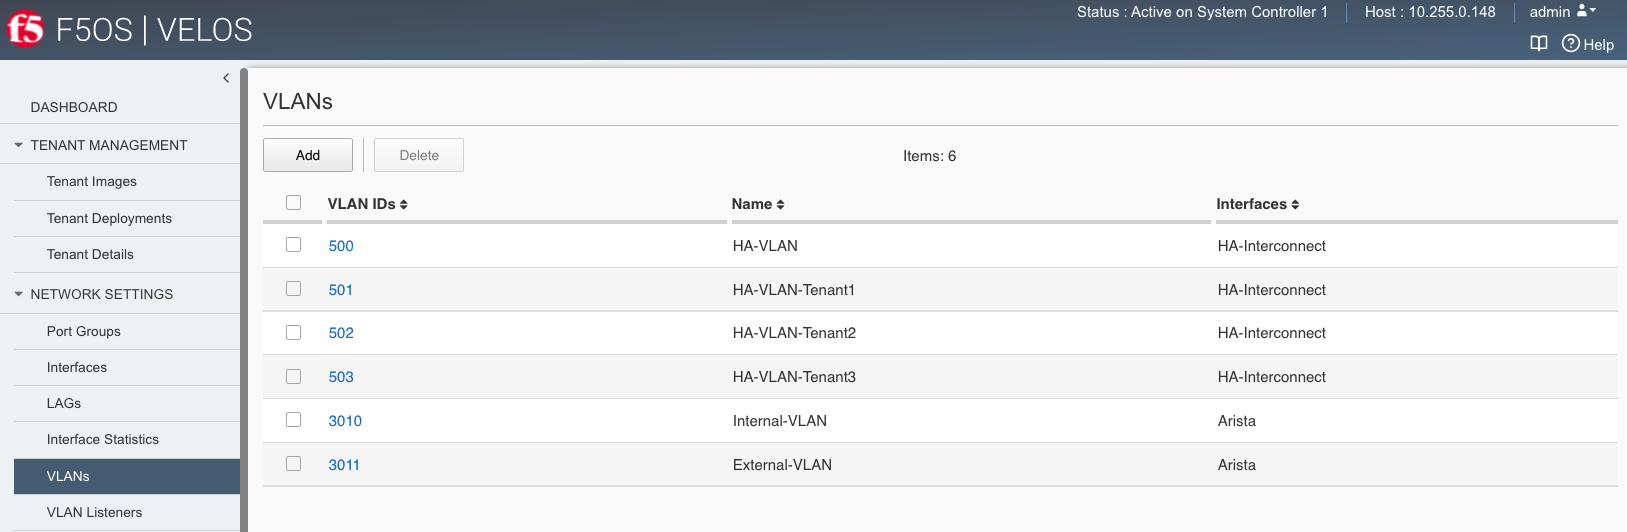 f5 F5OS | VELOS
Status : Active on System Controller 1 Host : 10.255.0.148 admin
Help
DASHBOARD
TENANT MANAGEMENT
Tenant Images
Tenant Deployments
Tenant Details
NETWORK SETTINGS
Port Groups
Interfaces
LAGs
Interface Statistics
VLANs
VLAN Listeners
VLANs
Add Delete Items: 6
VLAN IDs Name Interfaces
500 HA-VLAN HA-Interconnect
501 HA-VLAN-Tenant1 HA-Interconnect
502 HA-VLAN-Tenant2 HA-Interconnect
503 HA-VLAN-Tenant3 HA-Interconnect
3010 Internal-VLAN Arista
3011 External-VLAN Arista